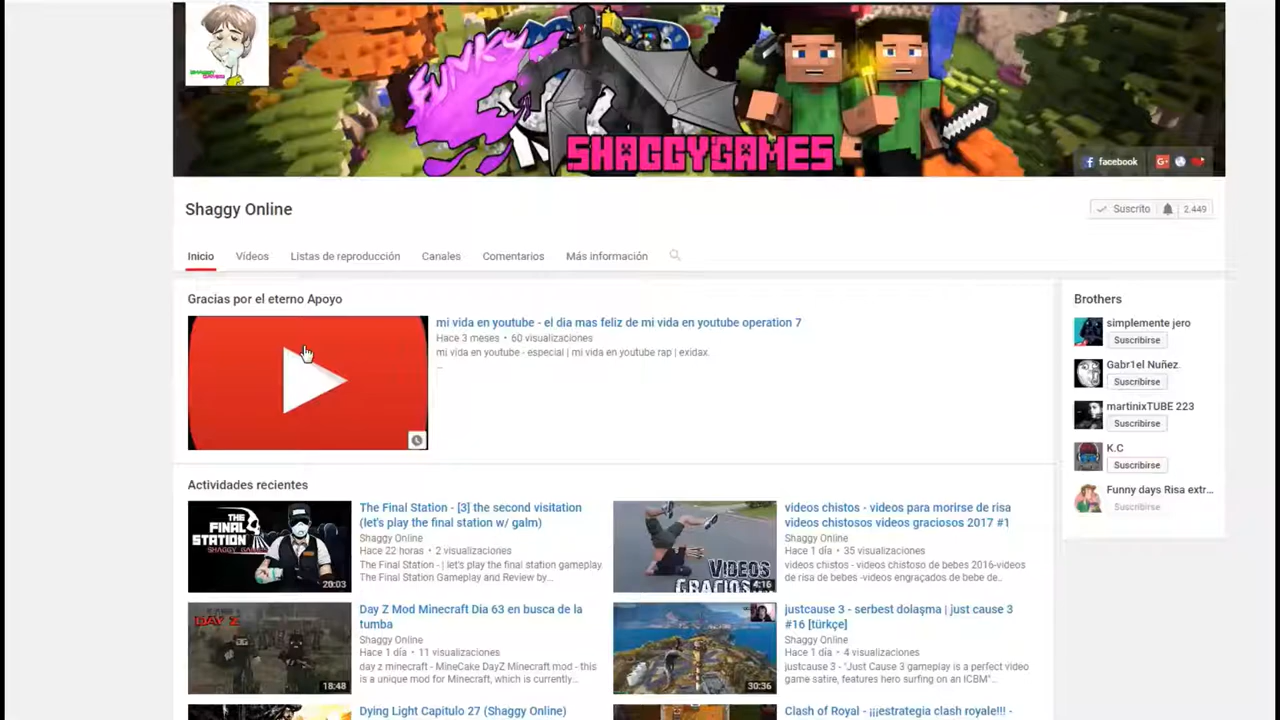 SHAGGYGAMES
facebook
Shaggy Online
Suscrito 2.449
Inicio Vídeos Listas de reproducción Canales Comentarios Más información
Gracias por el eterno Apoyo
mi vida en youtube - el dia mas feliz de mi vida en youtube operation 7
Hace 3 meses • 60 visualizaciones
mi vida en youtube - especial | mi vida en youtube rap | exidax.
...
Brothers
simplemente jero
Suscribirse
Gabr1el Nuñez.
Suscribirse
martinixTUBE 223
Suscribirse
K.C
Suscribirse
Funny days Risa extr...
Suscribirse
Actividades recientes
THE FINAL STATION
SHAGGY GAMES
20:03
The Final Station - [3] the second visitation
(let's play the final station w/ galm)
Shaggy Online
Hace 22 horas • 2 visualizaciones
The Final Station - | let's play the final station gameplay.
The Final Station Gameplay and Review by...
VIDEOS
GRACIOSOS
4:16
videos chistos - videos para morirse de risa
videos chistosos videos graciosos 2017 #1
Shaggy Online
Hace 1 día • 35 visualizaciones
videos chistos - videos chistoso de bebes 2016-videos
de risa de bebes -videos engraçados de bebe de..
DAY Z
18:48
Day Z Mod Minecraft Dia 63 en busca de la
tumba
Shaggy Online
Hace 1 día • 11 visualizaciones
day z minecraft - MineCake DayZ Minecraft mod - this
is a unique mod for Minecraft, which is currently...
30:36
justcause 3 - serbest dolaşma | just cause 3
#16 [türkçe]
Shaggy Online
Hace 1 día • 4 visualizaciones
justcause 3 - "Just Cause 3 gameplay is a perfect video
game satire, features hero surfing on an ICBM"...
Dying Light Capitulo 27 (Shaggy Online)
Clash of Royal - ¡¡¡estrategia clash royale!!! -